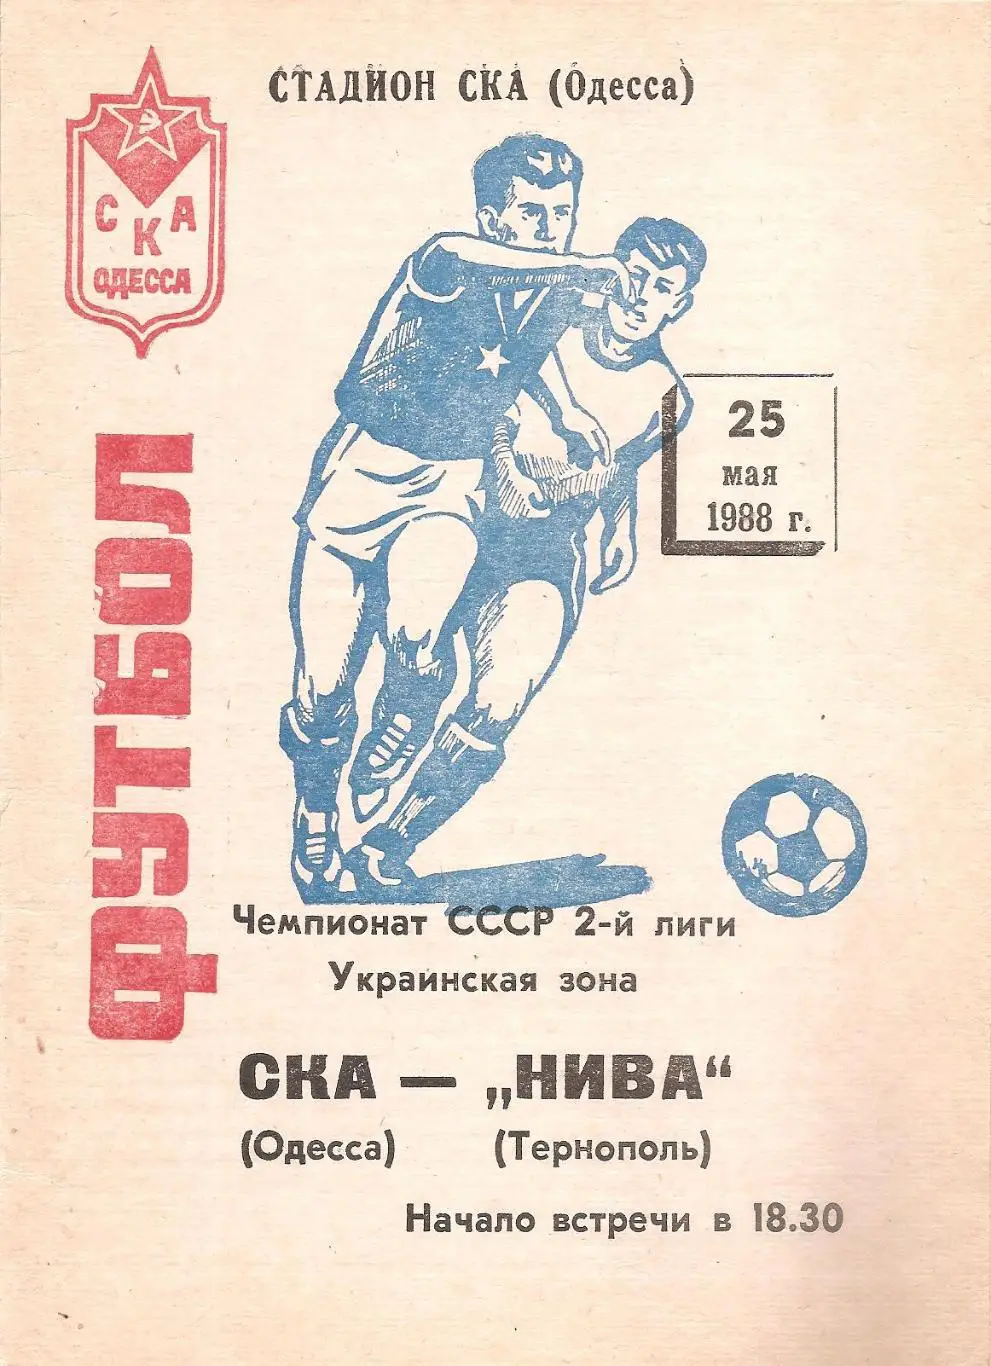 СТАДИОН СКА (Одесса)
СКА
ОДЕССА
ФУТБОЛ
25
мая
1988 г.
Чемпионат СССР 2-й лиги
Украинская зона
СКА — „НИВА“
(Одесса) (Тернополь)
Начало встречи в 18.30